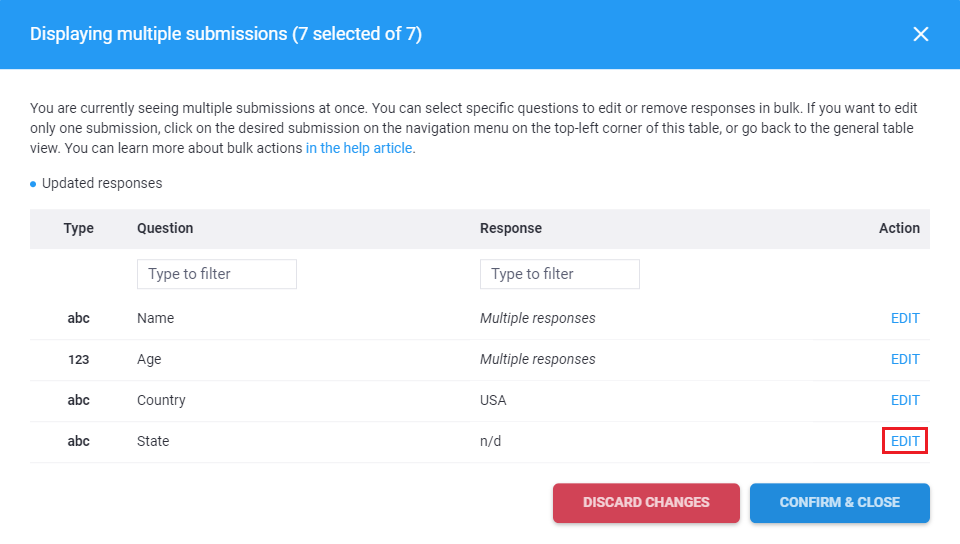 Displaying multiple submissions (7 selected of 7)
You are currently seeing multiple submissions at once. You can select specific questions to edit or remove responses in bulk. If you want to edit
only one submission, click on the desired submission on the navigation menu on the top-left corner of this table, or go back to the general table
view. You can learn more about bulk actions in the help article.
Updated responses
Type Question Response Action
Type to filter Type to filter
abc Name Multiple responses EDIT
123 Age Multiple responses EDIT
abc Country USA EDIT
abc State n/d EDIT
DISCARD CHANGES CONFIRM & CLOSE